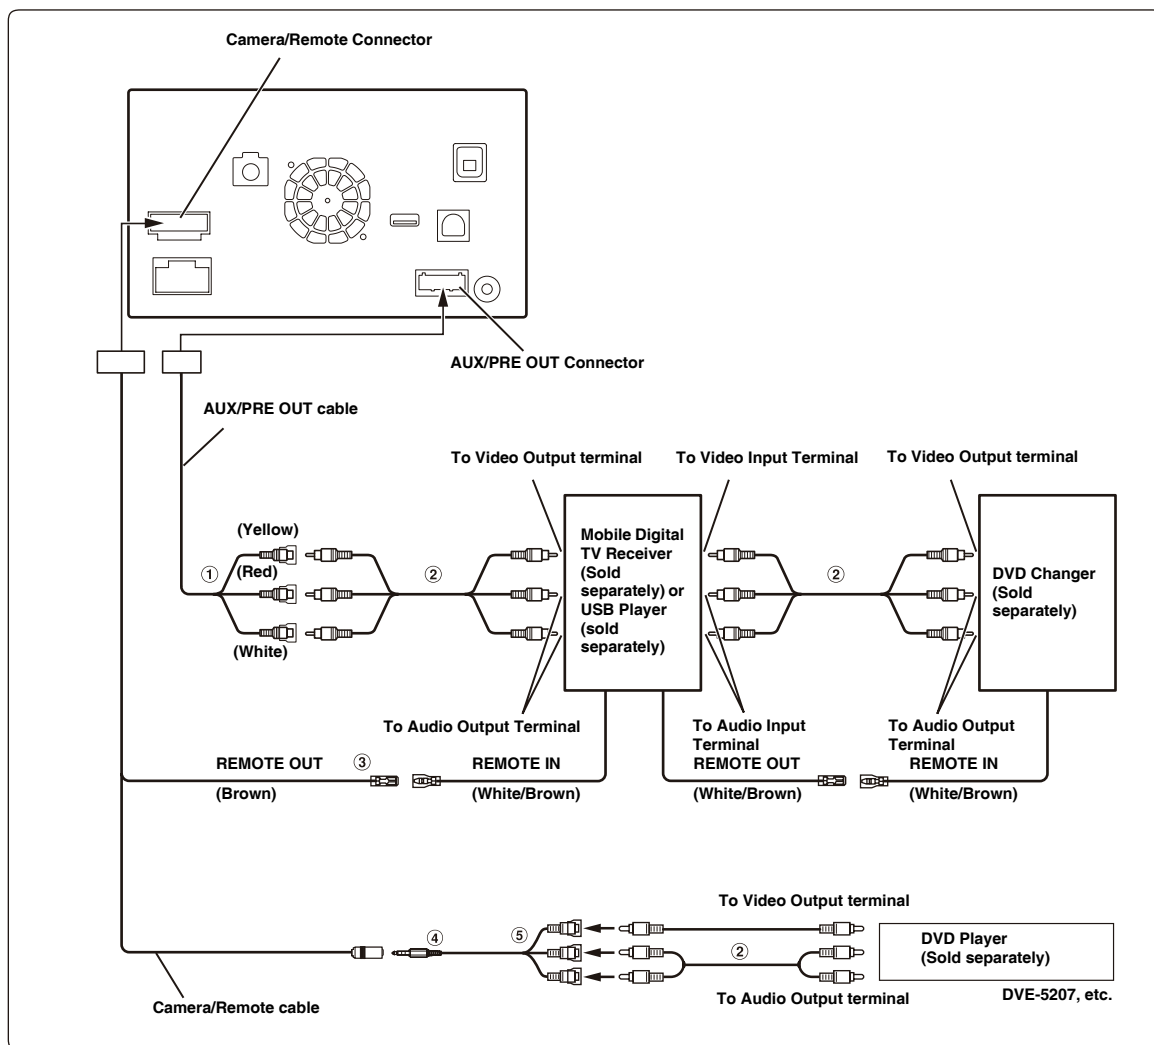 Camera/Remote Connector
AUX/PRE OUT Connector
AUX/PRE OUT cable
To Video Output terminal
To Video Input Terminal
To Video Output terminal
(Yellow)
(Red)
(White)
①
②
Mobile Digital
TV Receiver
(Sold
separately) or
USB Player
(sold
separately)
②
DVD Changer
(Sold
separately)
To Audio Output Terminal
To Audio Input
Terminal
To Audio Output
Terminal
REMOTE OUT
③
REMOTE IN
REMOTE OUT
REMOTE IN
(Brown)
(White/Brown)
(White/Brown)
(White/Brown)
To Video Output terminal
④
⑤
②
DVD Player
(Sold separately)
To Audio Output terminal
DVE-5207, etc.
Camera/Remote cable